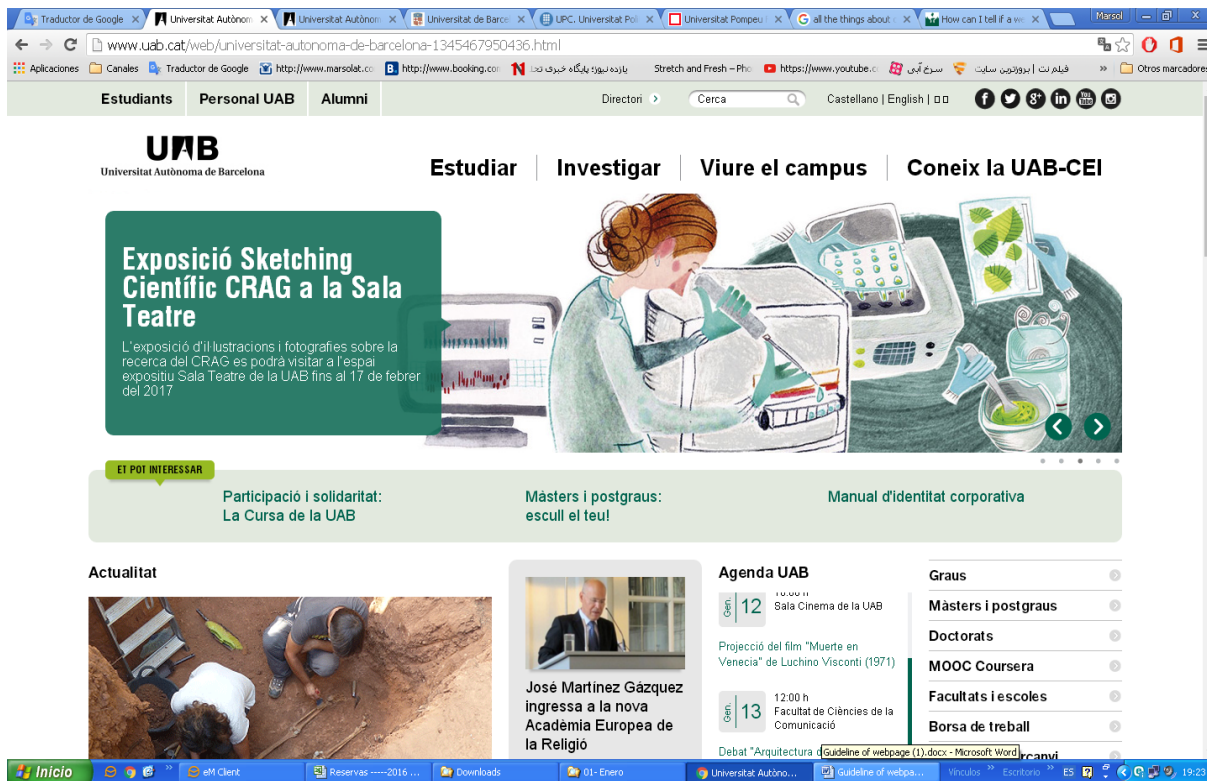 Traductor de Google
Universitat Autònom
Universitat Autònom
Universitat de Barce
UPC. Universitat Pol
Universitat Pompeu
all the things about
How can I tell if a we
Marsol
www.uab.cat/web/universitat-autonoma-de-barcelona-1345467950436.html
Aplicaciones
Canales
Traductor de Google
http://www.marsolat.co
http://www.booking.con
یازده نیوز؛ پایگاه خبری تحا
Stretch and Fresh – Pho
https://www.youtube.c
سرخ آبی
فیلم نت | بروزترین سایت
»
Otros marcadores
Estudiants
Personal UAB
Alumni
Directori
Cerca
Castellano | English | □□
UAB
Universitat Autònoma de Barcelona
Estudiar
Investigar
Viure el campus
Coneix la UAB-CEI
Exposició Sketching
Científic CRAG a la Sala
Teatre
L'exposició d'il·lustracions i fotografies sobre la
recerca del CRAG es podrà visitar a l'espai
expositiu Sala Teatre de la UAB fins al 17 de febrer
del 2017
ET POT INTERESSAR
Participació i solidaritat:
La Cursa de la UAB
Màsters i postgraus:
escull el teu!
Manual d'identitat corporativa
Actualitat
José Martínez Gázquez
ingressa a la nova
Acadèmia Europea de
la Religió
Agenda UAB
Gen. 12
Sala Cinema de la UAB
Projecció del film "Muerte en
Venecia" de Luchino Visconti (1971)
Gen. 13
12:00 h
Facultat de Ciències de la
Comunicació
Debat "Arquitectura d
Graus
Màsters i postgraus
Doctorats
MOOC Coursera
Facultats i escoles
Borsa de treball
Guideline of webpage (1).docx - Microsoft Word
Inicio
»
eM Client
Reservas -----2016 ...
Downloads
01- Enero
Universitat Autòno...
Guideline of webpa...
Vínculos »
Escritorio »
ES
19:23